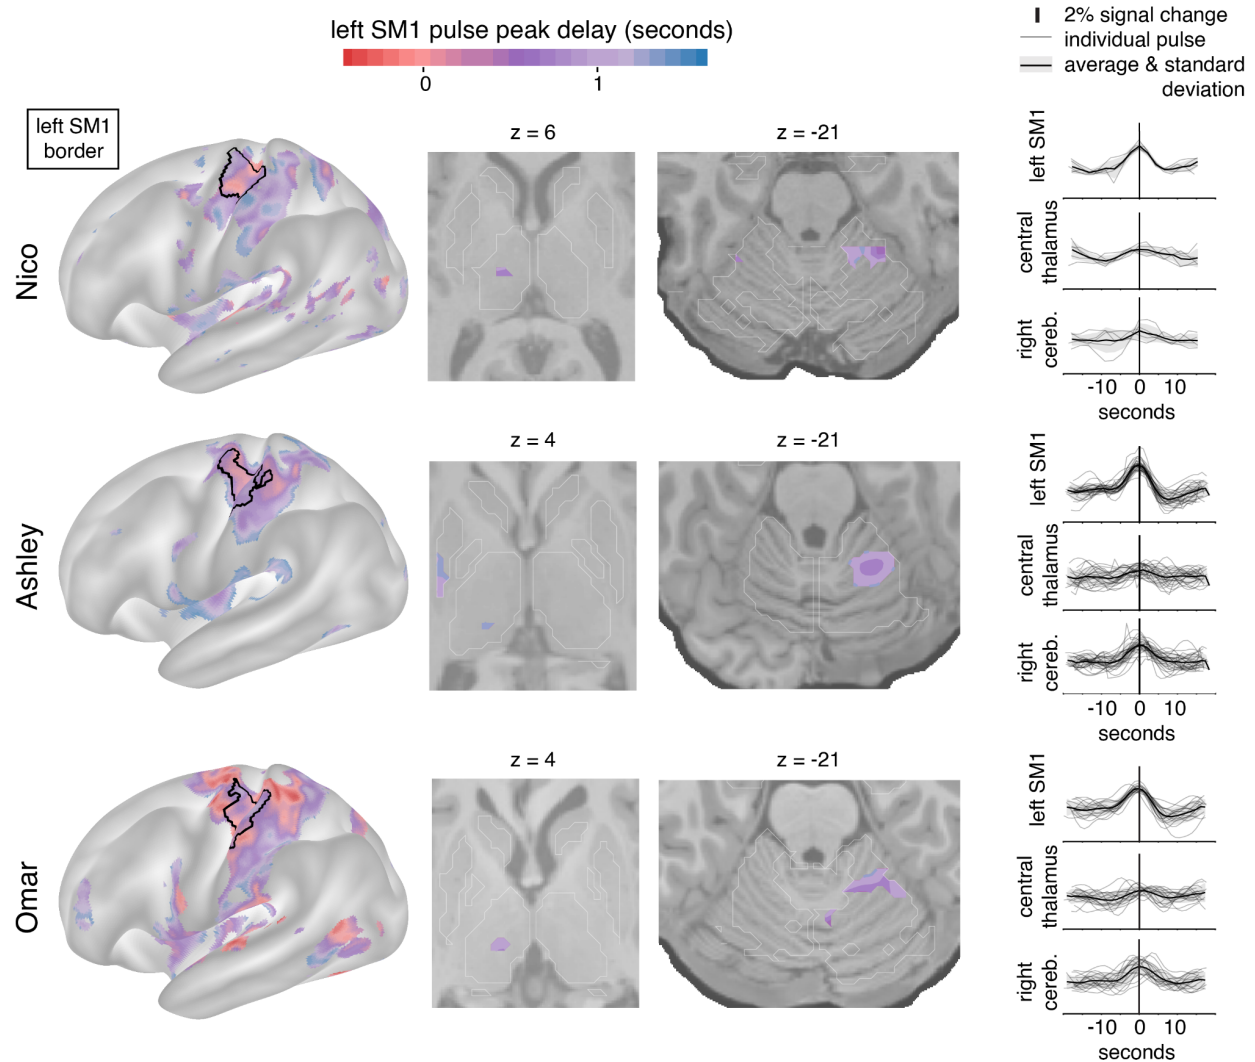 left SM1 pulse peak delay (seconds)
0 1
2% signal change
individual pulse
average & standard
deviation
left SM1
border
Nico
z = 6
z = -21
left SM1
central
thalamus
right
cereb.
-10 0 10
seconds
Ashley
z = 4
z = -21
left SM1
central
thalamus
right
cereb.
-10 0 10
seconds
Omar
z = 4
z = -21
left SM1
central
thalamus
right
cereb.
-10 0 10
seconds